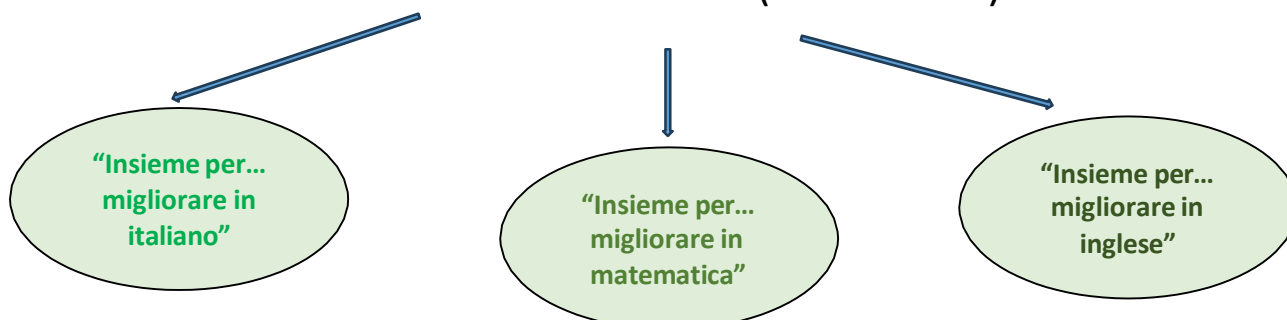 “Insieme per…
migliorare in
italiano”
“Insieme per…
migliorare in
matematica”
“Insieme per…
migliorare in
inglese”